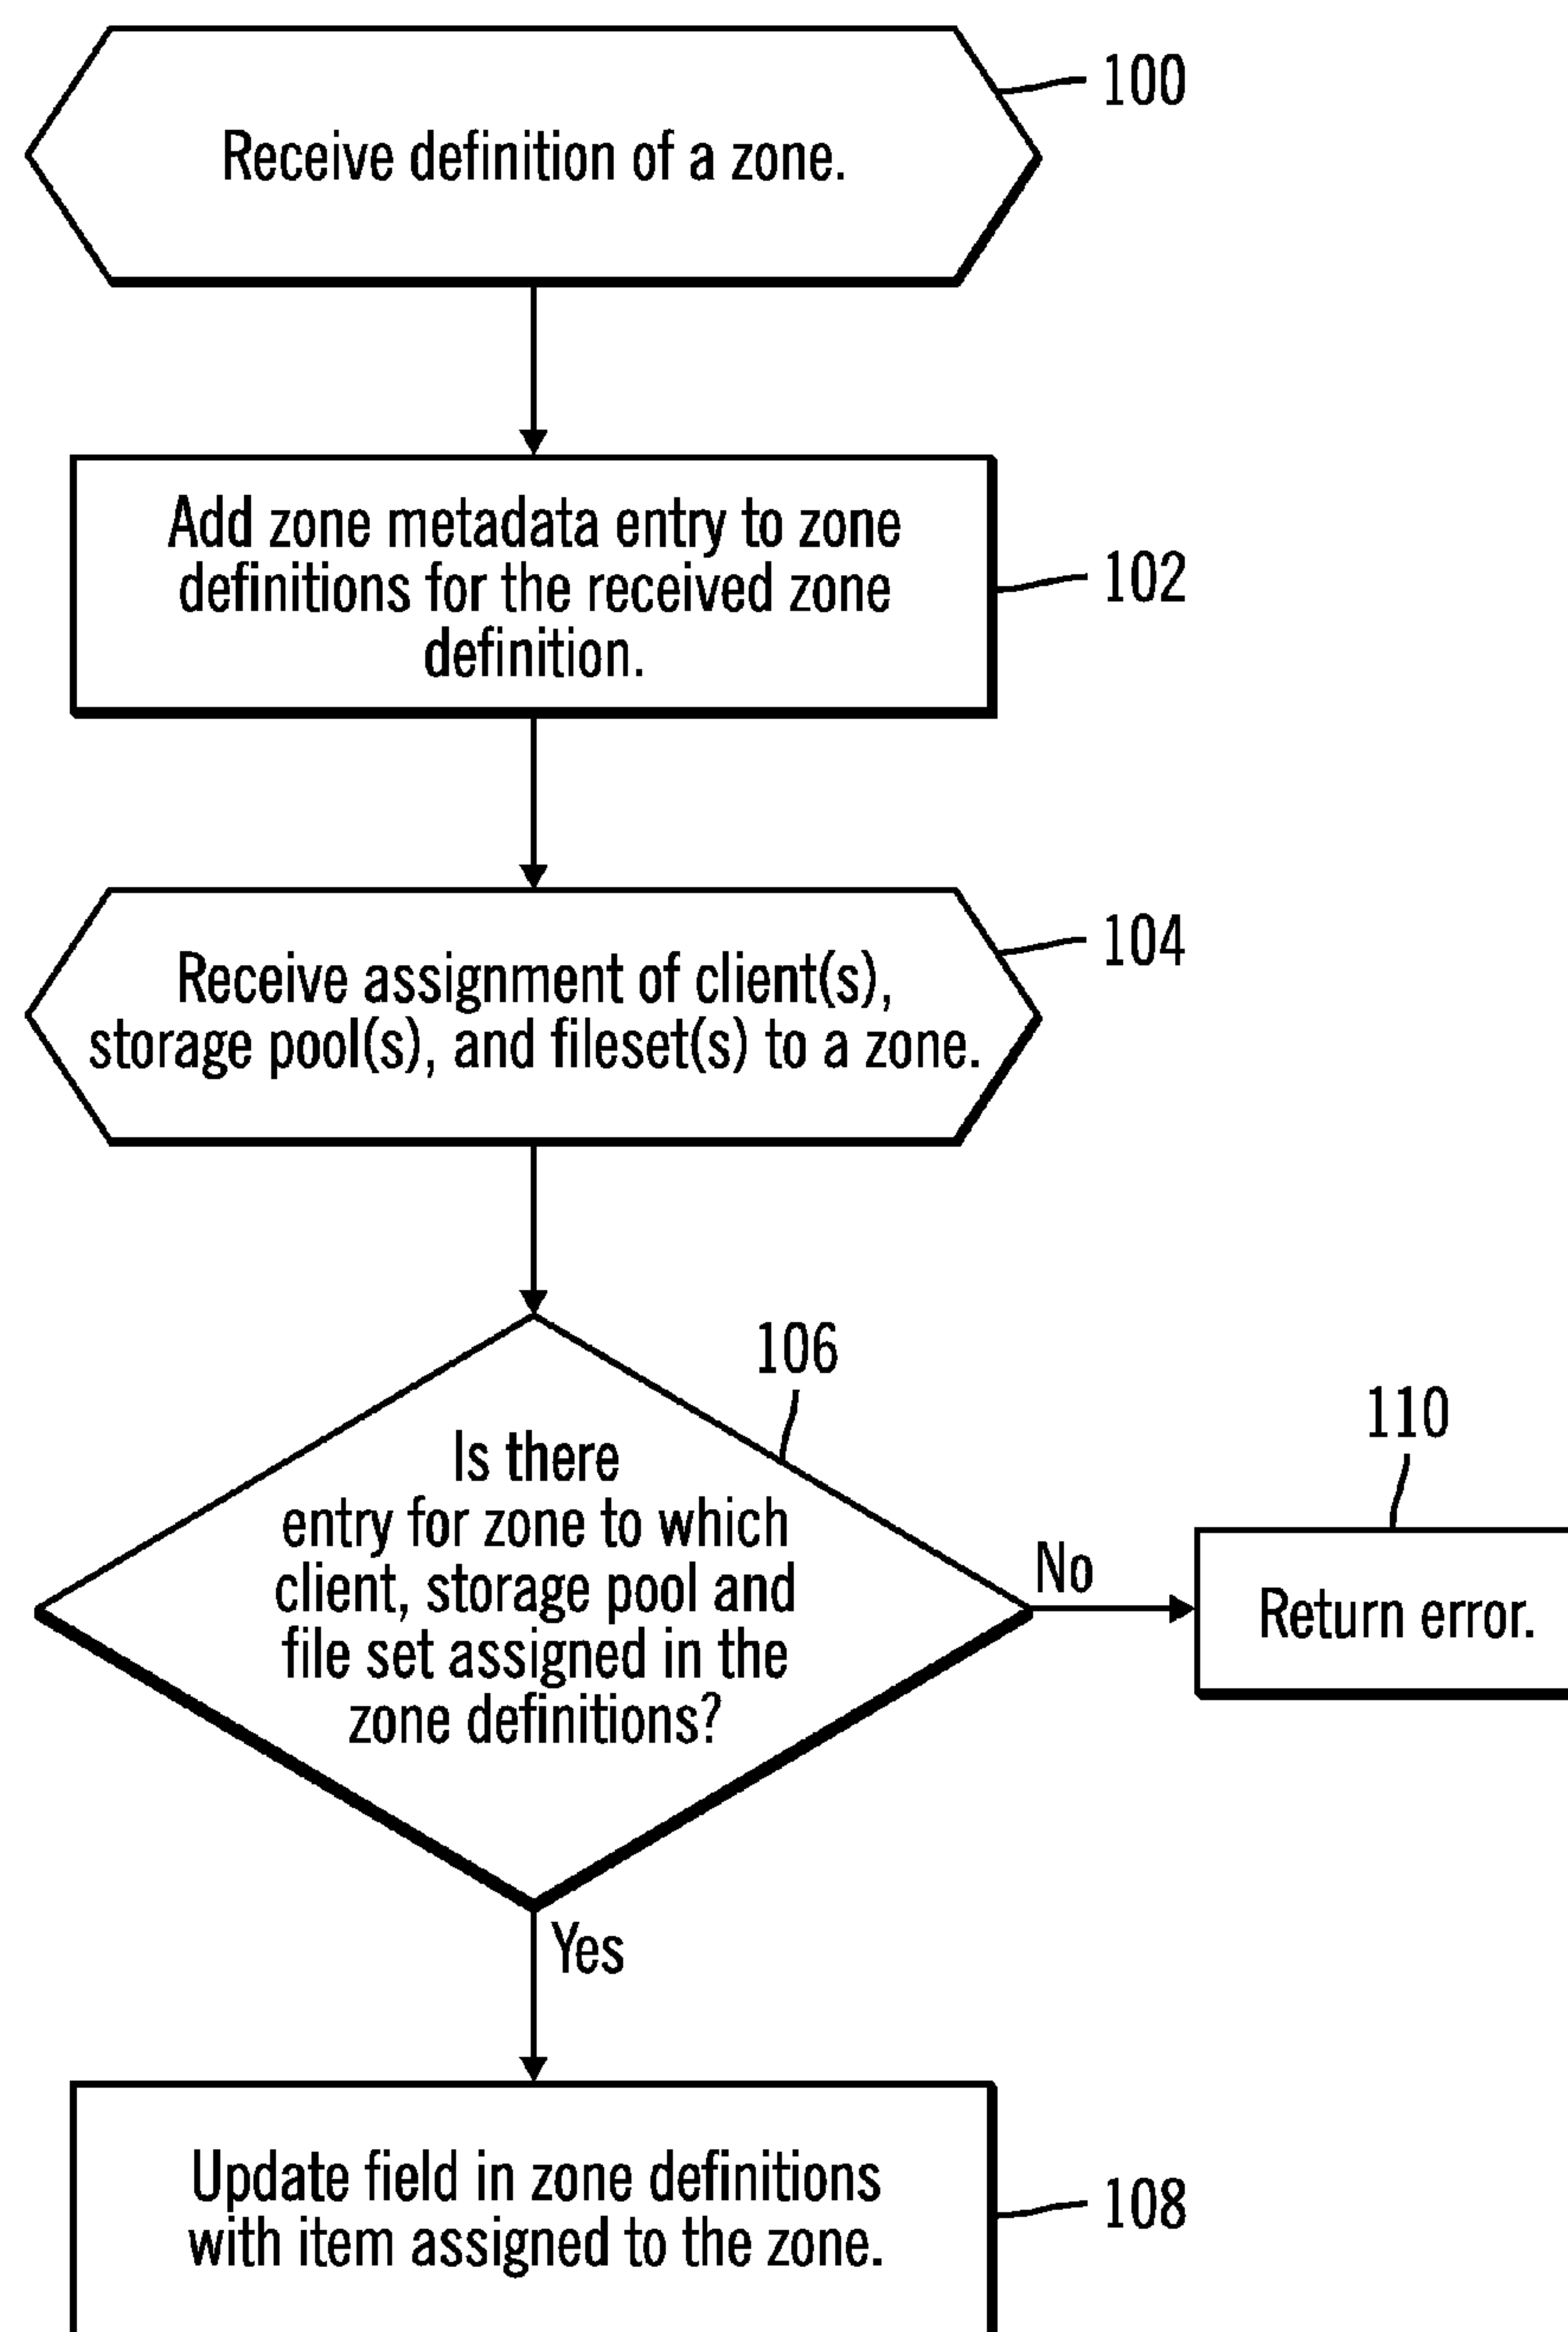 Receive definition of a zone.
100
Add zone metadata entry to zone
definitions for the received zone
definition.
102
Receive assignment of client(s),
storage pool(s), and fileset(s) to a zone.
104
106
Is there
entry for zone to which
client, storage pool and
file set assigned in the
zone definitions?
No
110
Return error.
Yes
Update field in zone definitions
with item assigned to the zone.
108